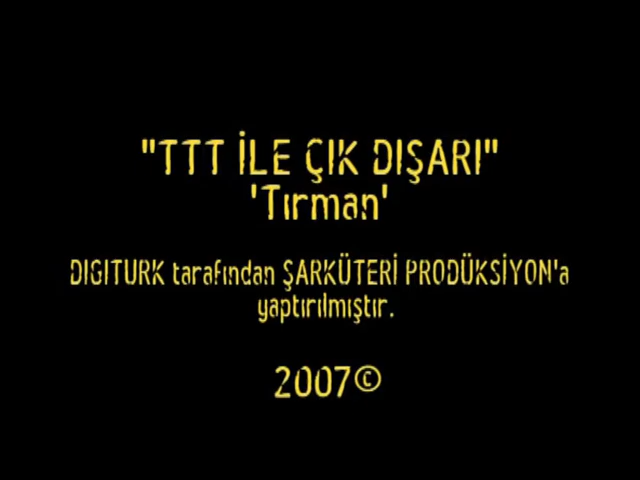 "TTT İLE ÇIK DIŞARI"
'Tırman'
DIGITURK tarafından ŞARKÜTERİ PRODÜKSİYON'a
yaptırılmıştır.
2007©